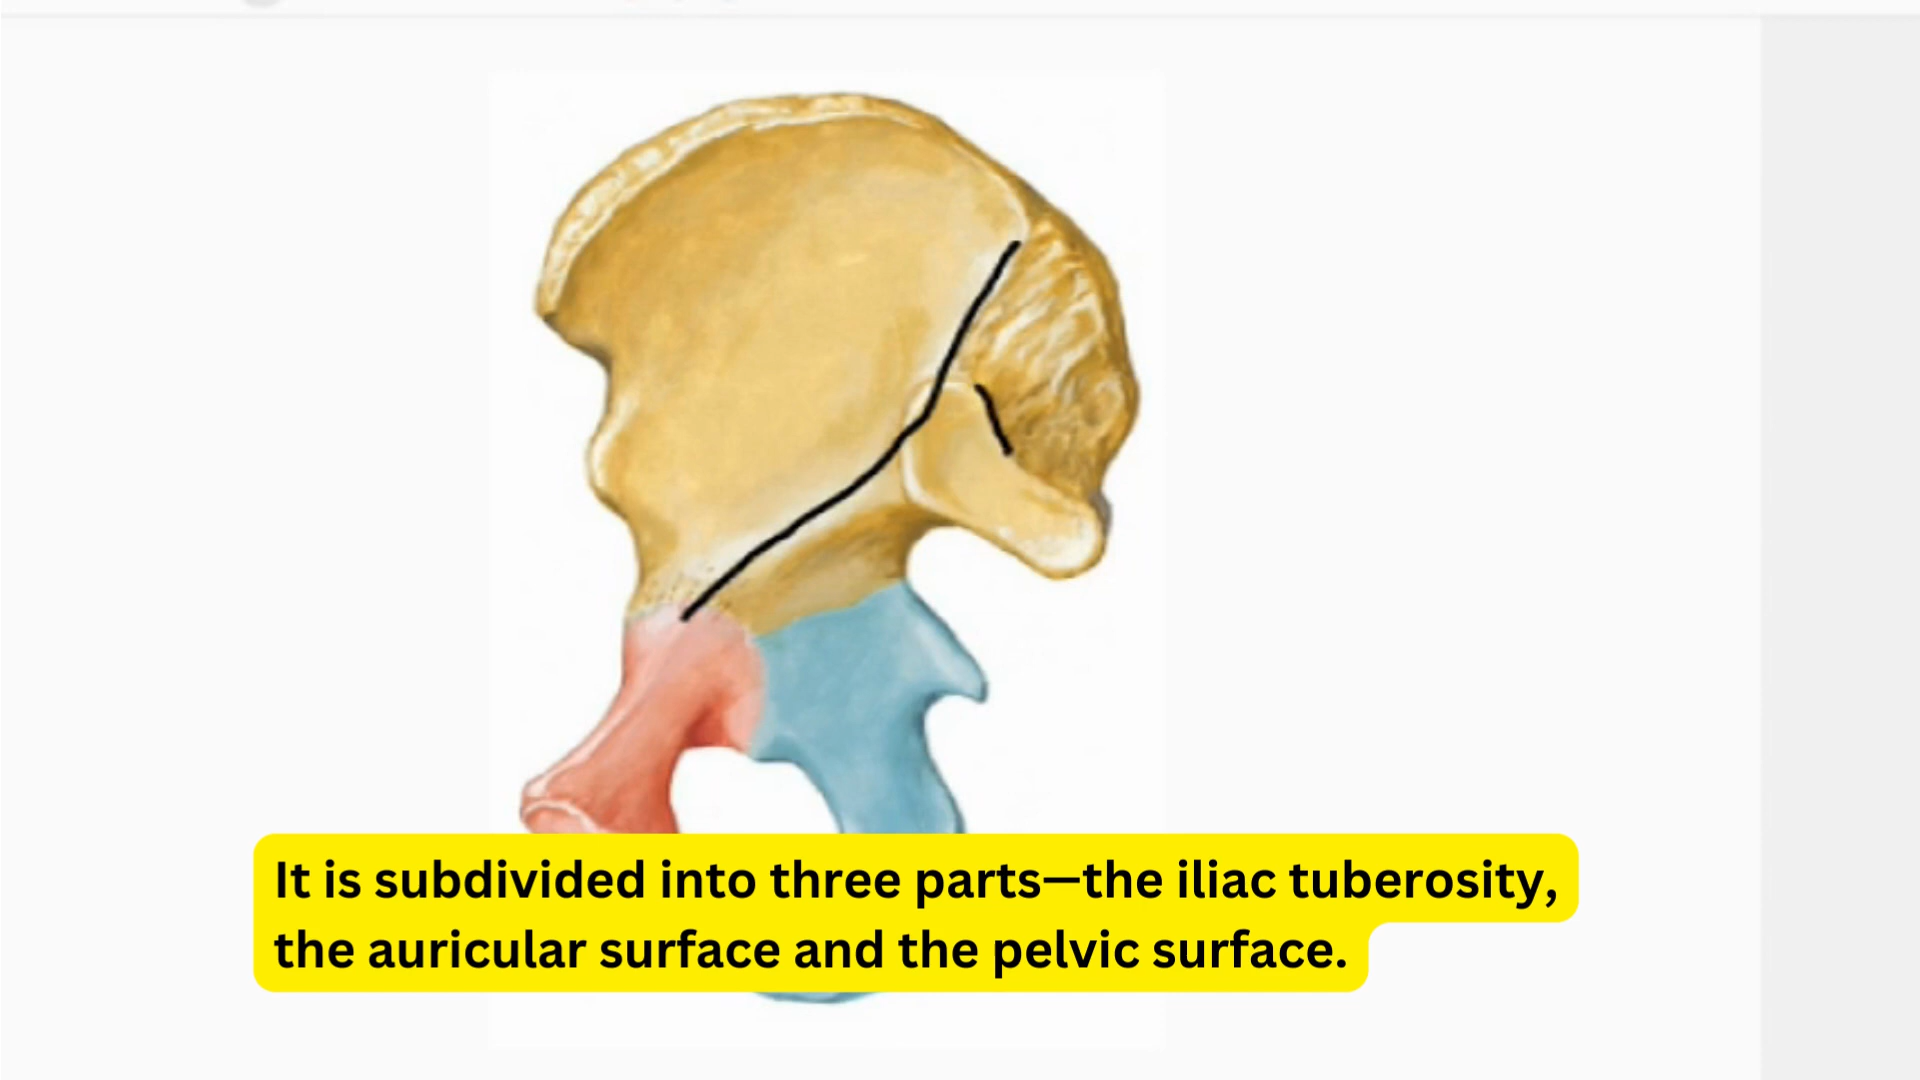 It is subdivided into three parts—the iliac tuberosity,
the auricular surface and the pelvic surface.